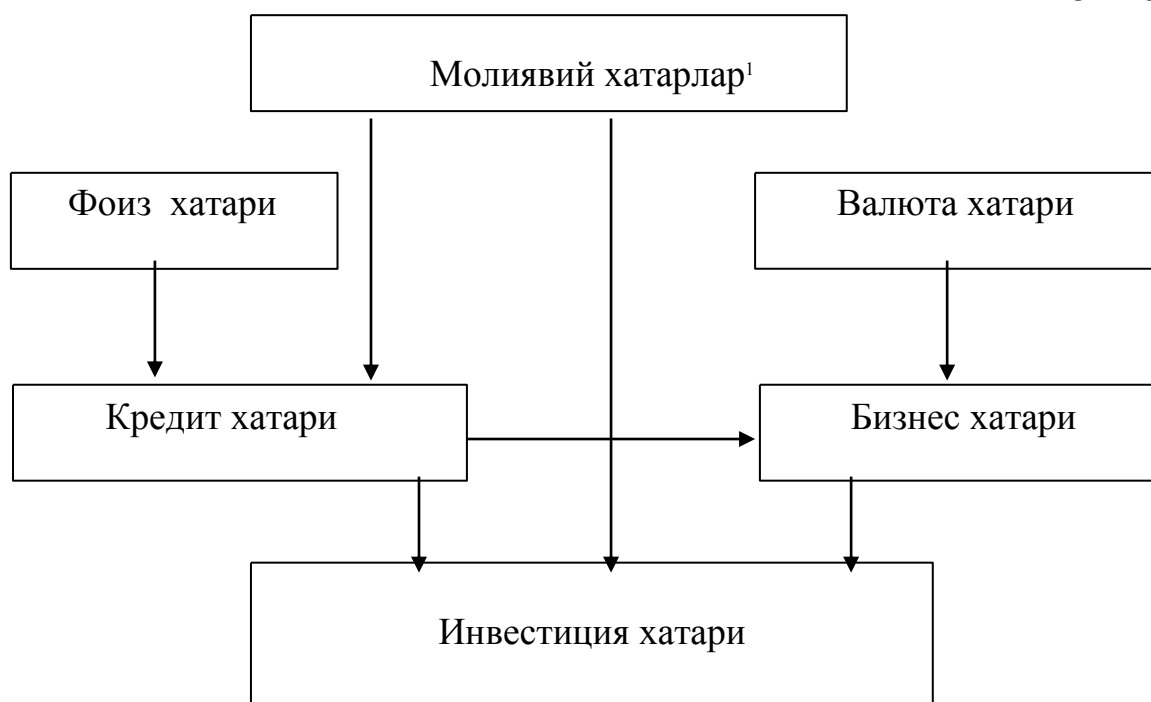 Молиявий хатарлар¹
Фоиз хатари
Валюта хатари
Кредит хатари
Бизнес хатари
Инвестиция хатари